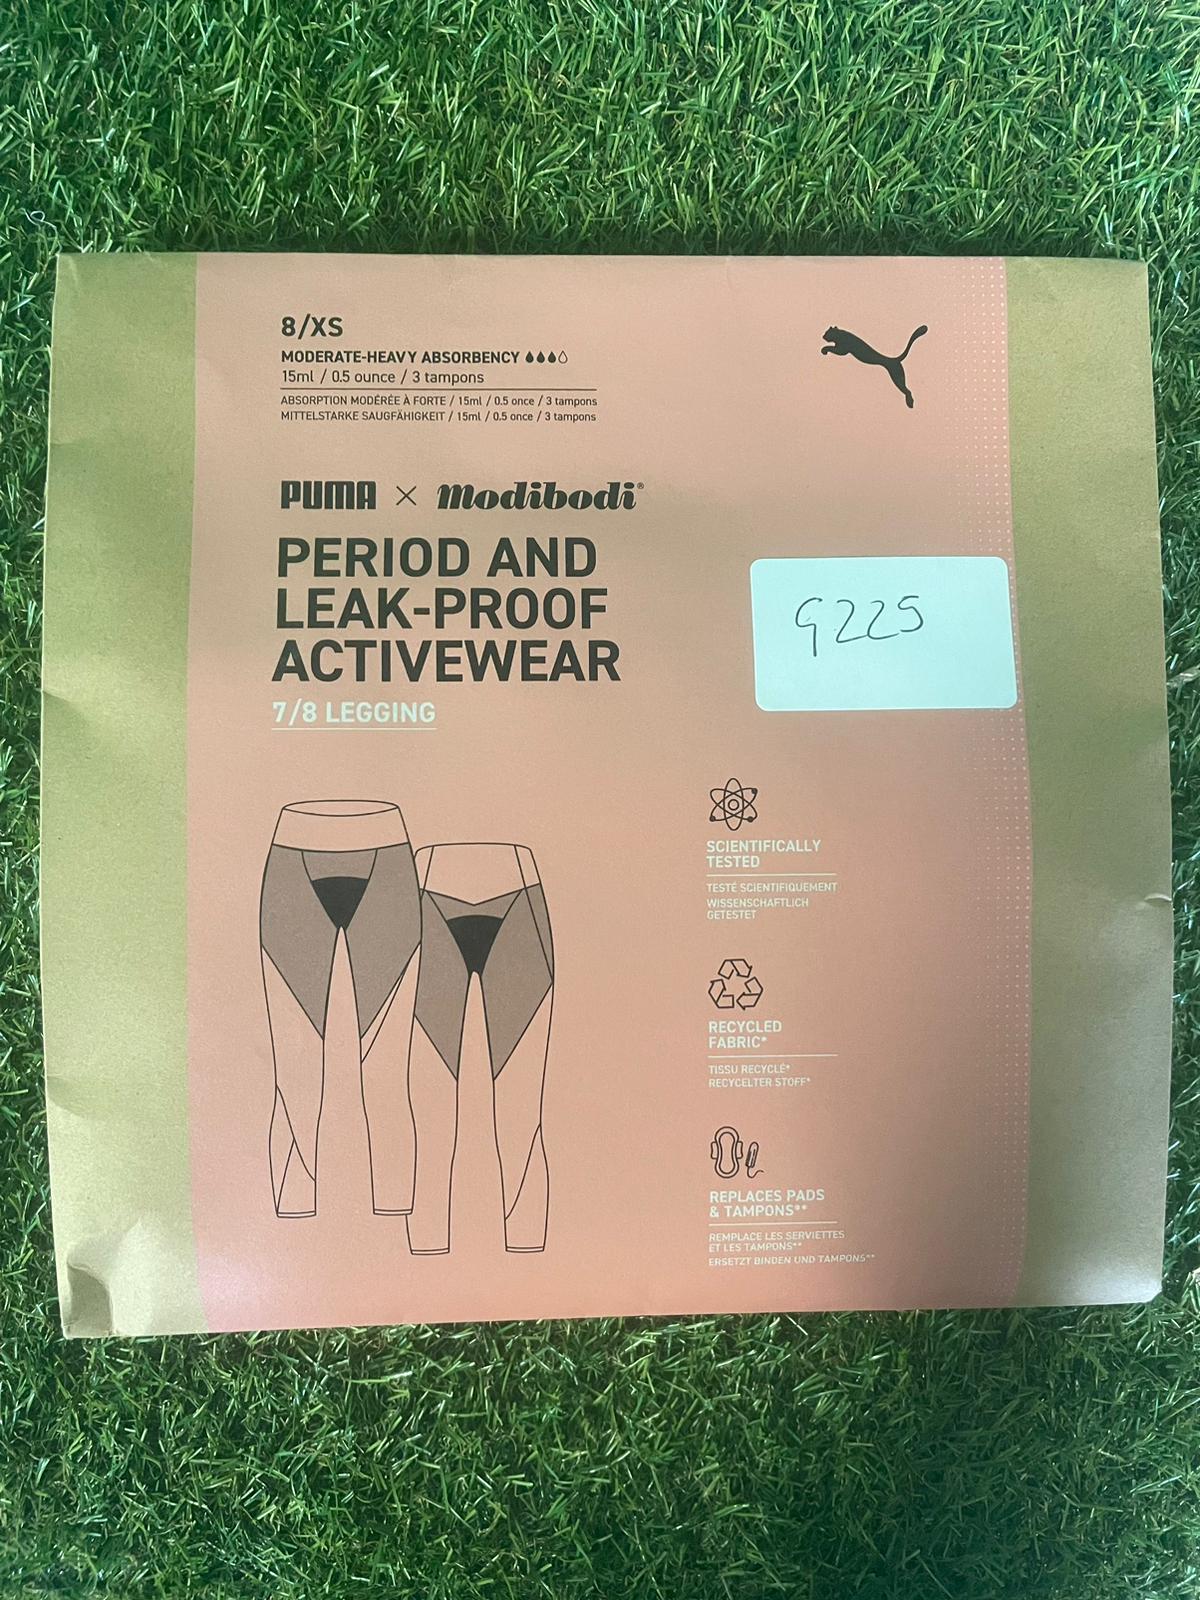 8/XS
MODERATE-HEAVY ABSORBENCY
15ml / 0.5 ounce / 3 tampons
ABSORPTION MODÉRÉE À FORTE / 15ml / 0.5 once / 3 tampons
MITTELSTARKE SAUGFÄHIGKEIT / 15ml / 0.5 once / 3 tampons
PUMA × modibodi®
PERIOD AND
LEAK-PROOF
ACTIVEWEAR
7/8 LEGGING
G225
SCIENTIFICALLY
TESTED
TESTÉ SCIENTIFIQUEMENT
WISSENSCHAFTLICH
GETESTET
RECYCLED
FABRIC*
TISSU RECYCLÉ*
RECYCELTER STOFF*
REPLACES PADS
& TAMPONS**
REMPLACE LES SERVIETTES
ET LES TAMPONS**
ERSETZT BINDEN UND TAMPONS**